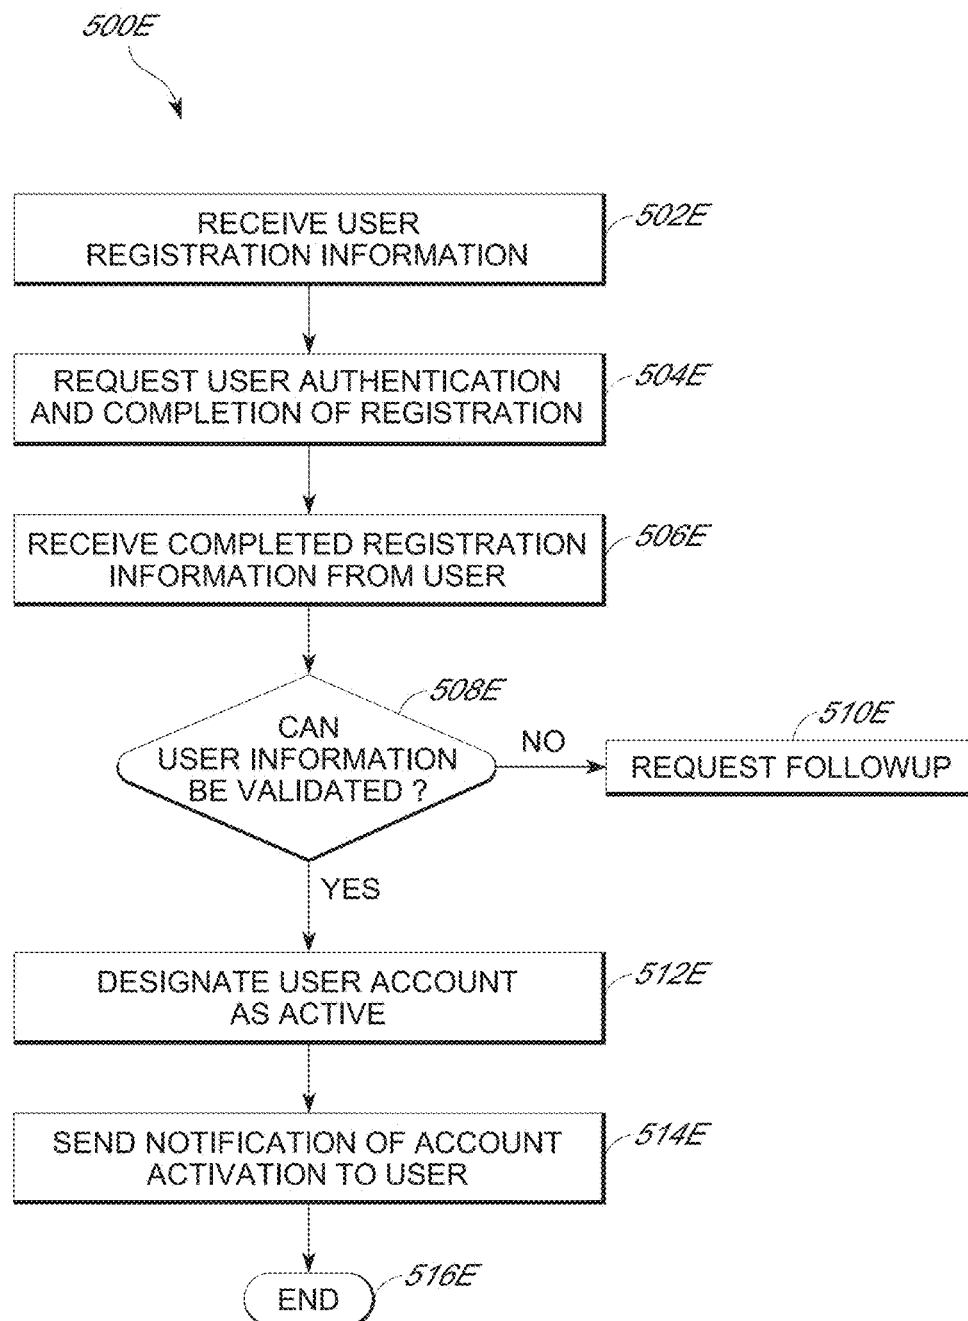 500E
RECEIVE USER
REGISTRATION INFORMATION
502E
REQUEST USER AUTHENTICATION
AND COMPLETION OF REGISTRATION
504E
RECEIVE COMPLETED REGISTRATION
INFORMATION FROM USER
506E
CAN
USER INFORMATION
BE VALIDATED ?
508E
NO
REQUEST FOLLOWUP
510E
YES
DESIGNATE USER ACCOUNT
AS ACTIVE
512E
SEND NOTIFICATION OF ACCOUNT
ACTIVATION TO USER
514E
END
516E